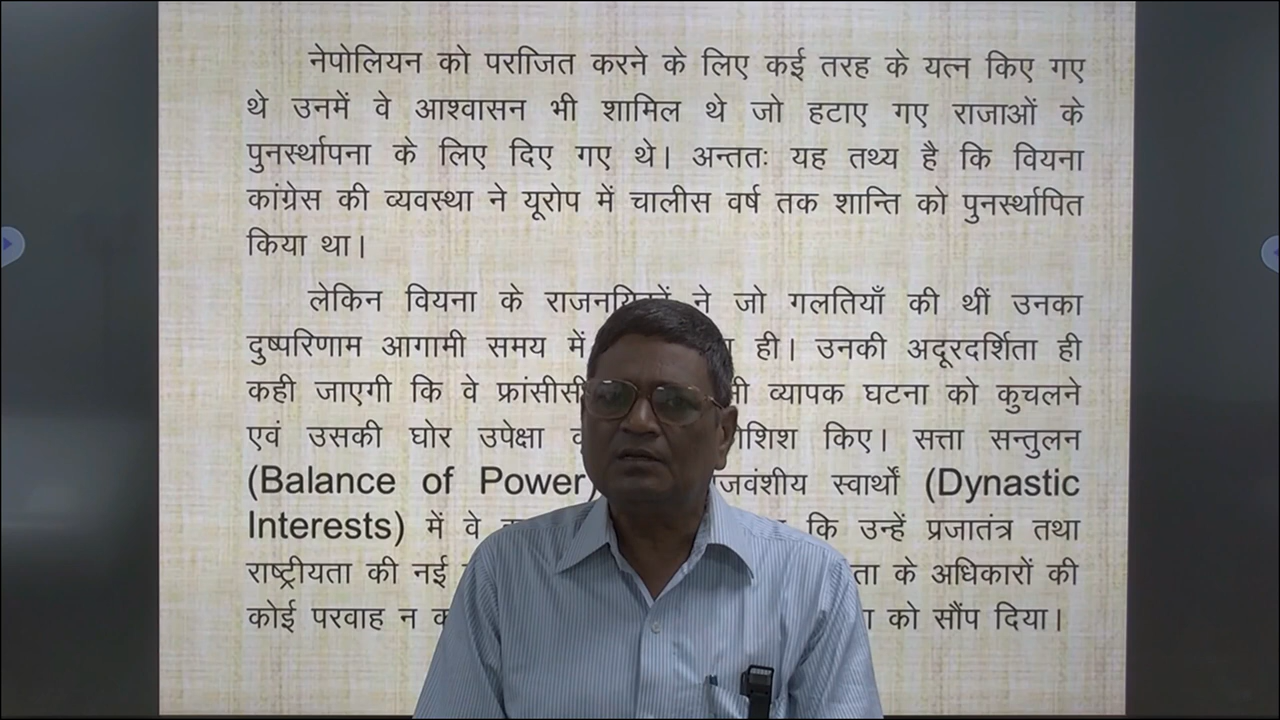 नेपोलियन को पराजित करने के लिए कई तरह के यत्न किए गए
थे उनमें वे आश्वासन भी शामिल थे जो हटाए गए राजाओं के
पुनर्स्थापना के लिए दिए गए थे। अन्ततः यह तथ्य है कि वियना
कांग्रेस की व्यवस्था ने यूरोप में चालीस वर्ष तक शान्ति को पुनर्स्थापित
किया था।
लेकिन वियना के ने जो गलतियाँ की थीं उनका
दुष्परिणाम आगामी समय में ही। उनकी अदूरदर्शिता ही
कही जाएगी कि वे व्यापक घटना को कुचलने
एवं उसकी घोर उपेक्षा किए। सत्ता सन्तुलन
(Balance of Power) स्वार्थों (Dynastic
Interests) में वे कि उन्हें प्रजातंत्र तथा
राष्ट्रीयता की नई के अधिकारों की
कोई परवाह न को सौंप दिया।